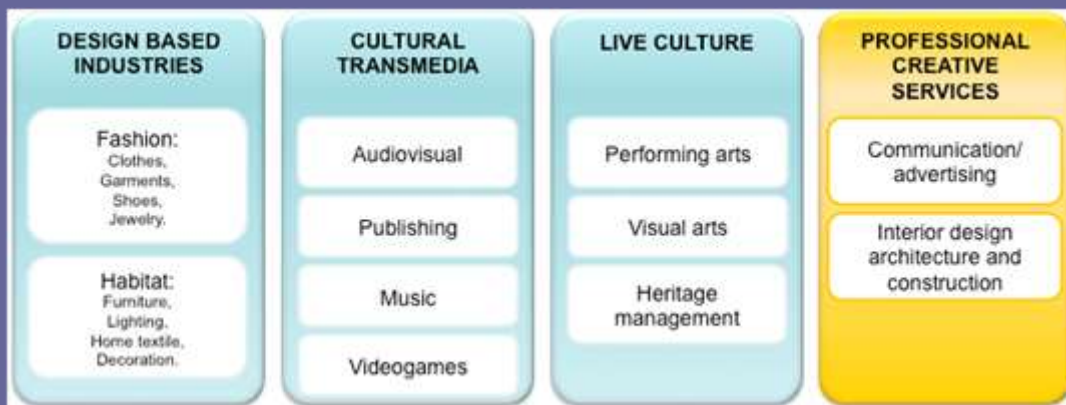 DESIGN BASED
INDUSTRIES
Fashion:
Clothes,
Garments,
Shoes,
Jewelry.
Habitat:
Furniture,
Lighting,
Home textile,
Decoration.
CULTURAL
TRANSMEDIA
Audiovisual
Publishing
Music
Videogames
LIVE CULTURE
Performing arts
Visual arts
Heritage
management
PROFESSIONAL
CREATIVE
SERVICES
Communication/
advertising
Interior design
architecture and
construction